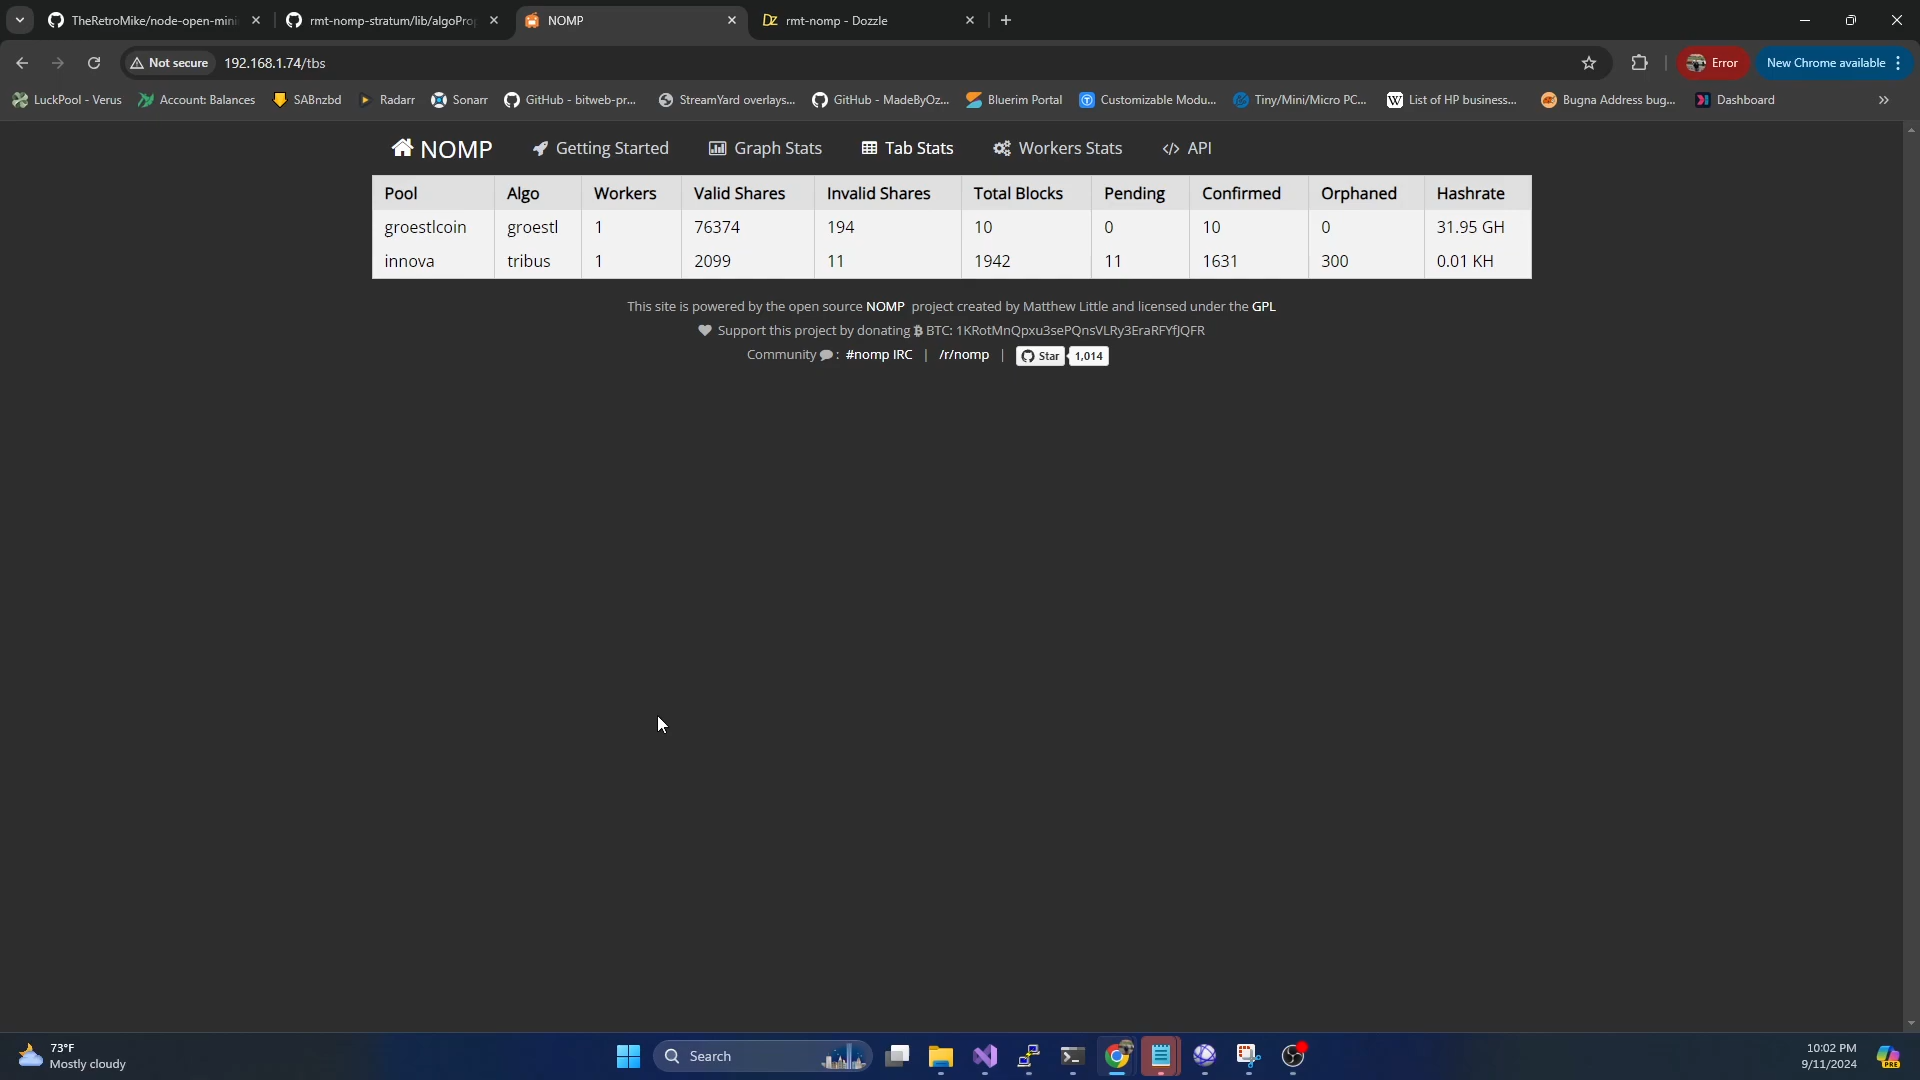 TheRetroMike/node-open-mini
rmt-nomp-stratum/lib/algoProp
NOMP
rmt-nomp - Dozzle
Not secure
192.168.1.74/tbs
Error
New Chrome available
LuckPool - Verus
Account: Balances
SABnzbd
Radarr
Sonarr
GitHub - bitweb-pr...
StreamYard overlays...
GitHub - MadeByOz...
Bluerim Portal
Customizable Modu...
Tiny/Mini/Micro PC...
List of HP business...
Bugna Address bug...
Dashboard
NOMP Getting Started Graph Stats Tab Stats Workers Stats </> API
Pool Algo Workers Valid Shares Invalid Shares Total Blocks Pending Confirmed Orphaned Hashrate
groestlcoin groestl 1 76374 194 10 0 10 0 31.95 GH
innova tribus 1 2099 11 1942 11 1631 300 0.01 KH
This site is powered by the open source NOMP project created by Matthew Little and licensed under the GPL
Support this project by donating BTC: 1KRotMnQpxu3sePQnsVLRy3EraRFYfJQFR
Community : #nomp IRC | /r/nomp | Star 1,014
73°F
Mostly cloudy
Search
10:02 PM
9/11/2024